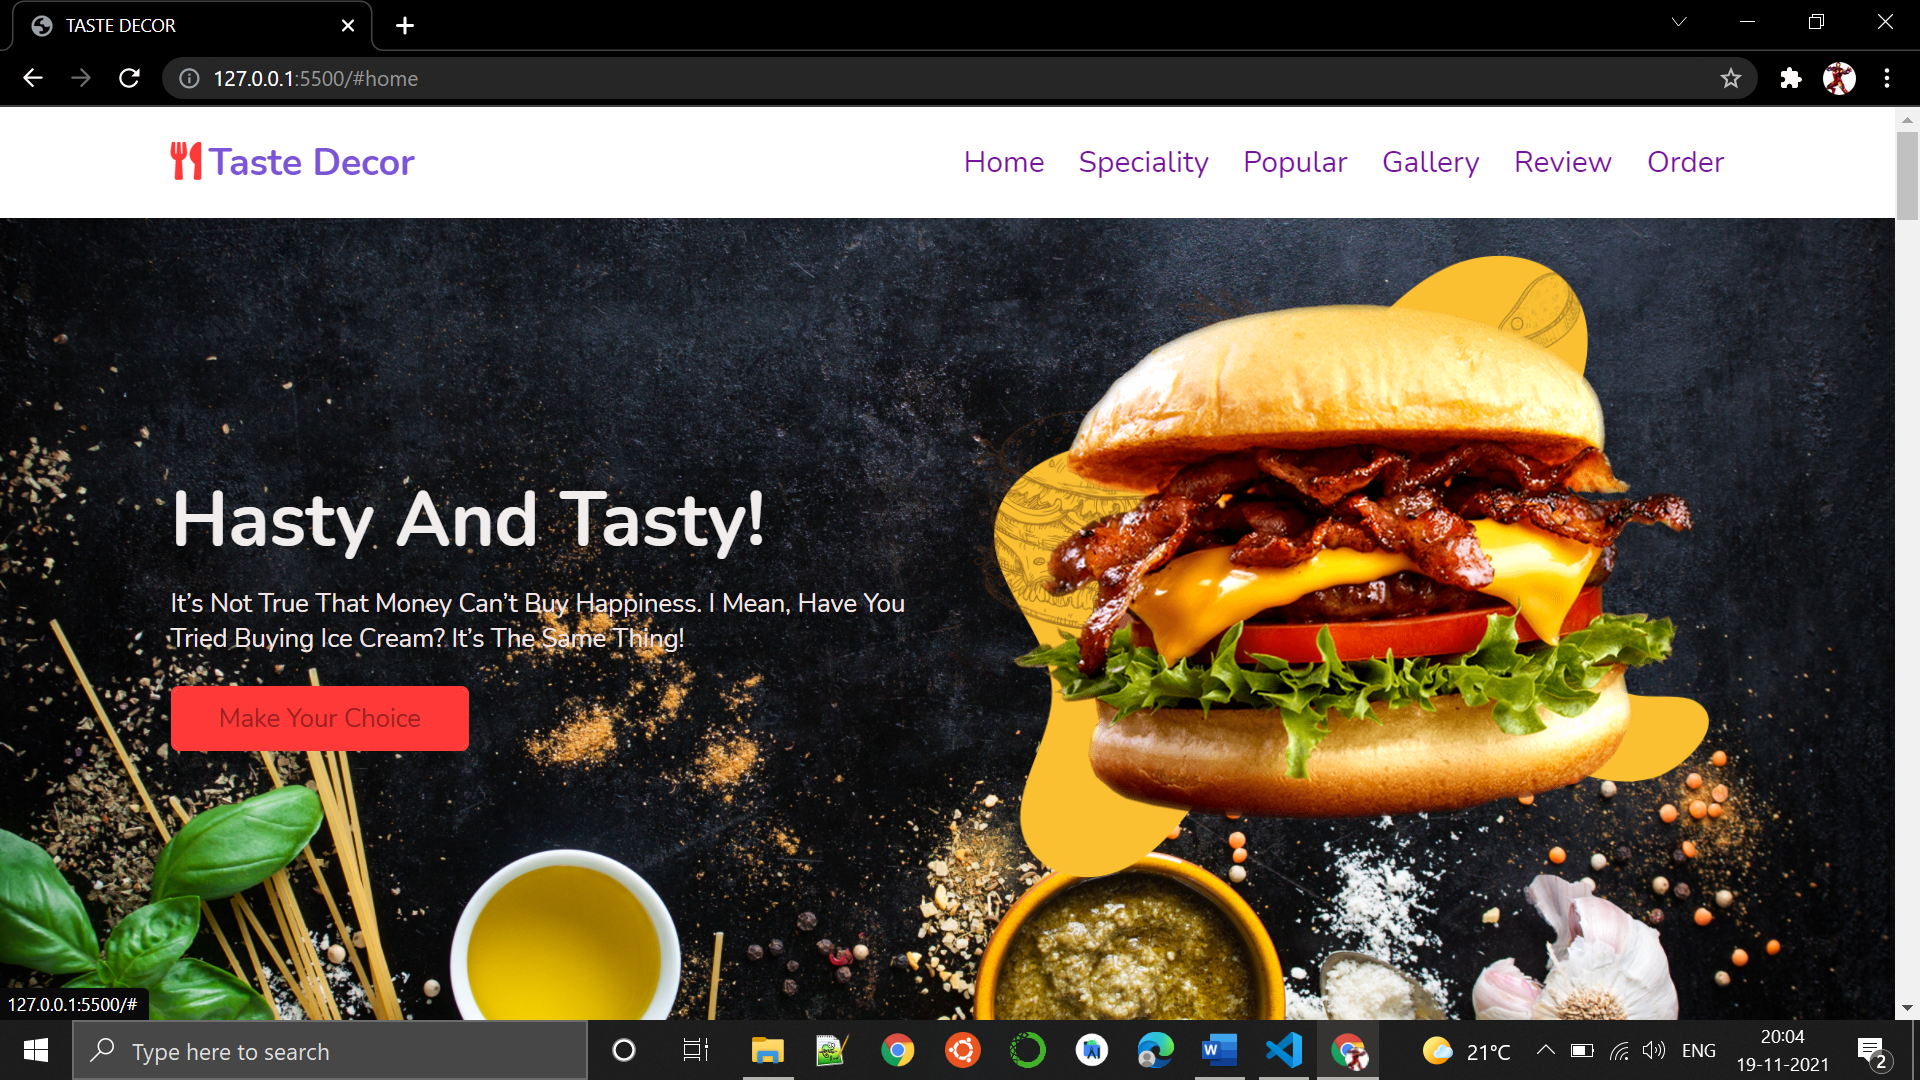 TASTE DECOR
127.0.0.1:5500/#home
Taste Decor
Home Speciality Popular Gallery Review Order
Hasty And Tasty!
It’s Not True That Money Can’t Buy Happiness. I Mean, Have You
Tried Buying Ice Cream? It’s The Same Thing!
Make Your Choice
127.0.0.1:5500/#
Type here to search
21°C
ENG
20:04
19-11-2021
2